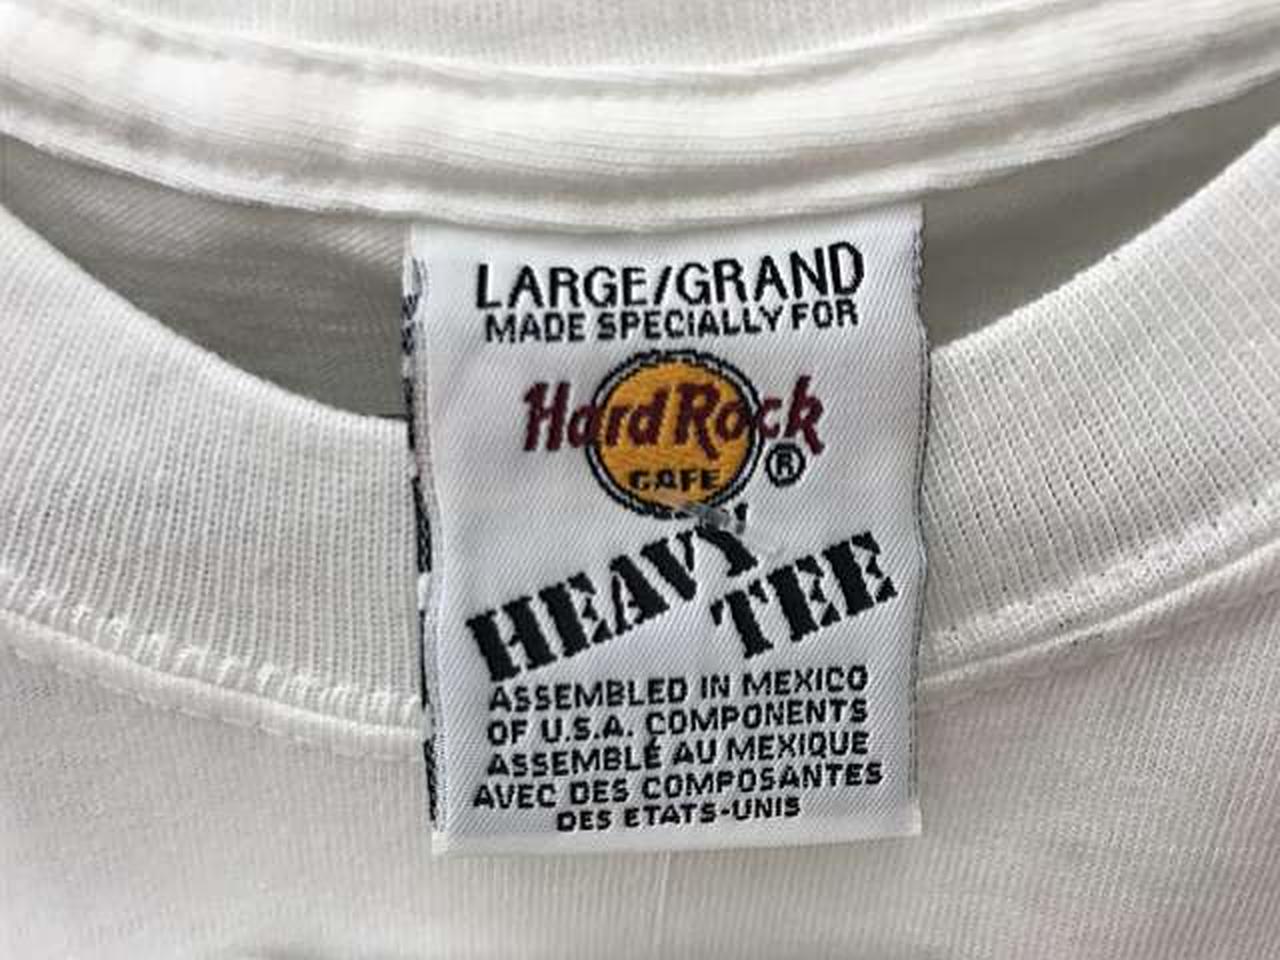 LARGE/GRAND
MADE SPECIALLY FOR
Hard Rock
CAFE ®
HEAVY
TEE
ASSEMBLED IN MEXICO
OF U.S.A. COMPONENTS
ASSEMBLÉ AU MEXIQUE
AVEC DES COMPOSANTES
DES ETATS-UNIS